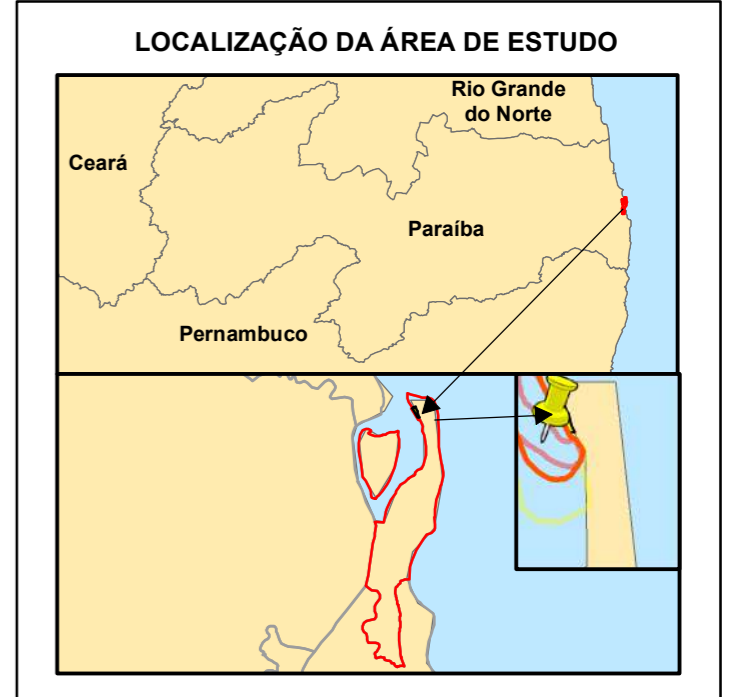 LOCALIZAÇÃO DA ÁREA DE ESTUDO
Rio Grande
do Norte
Ceará
Paraíba
Pernambuco